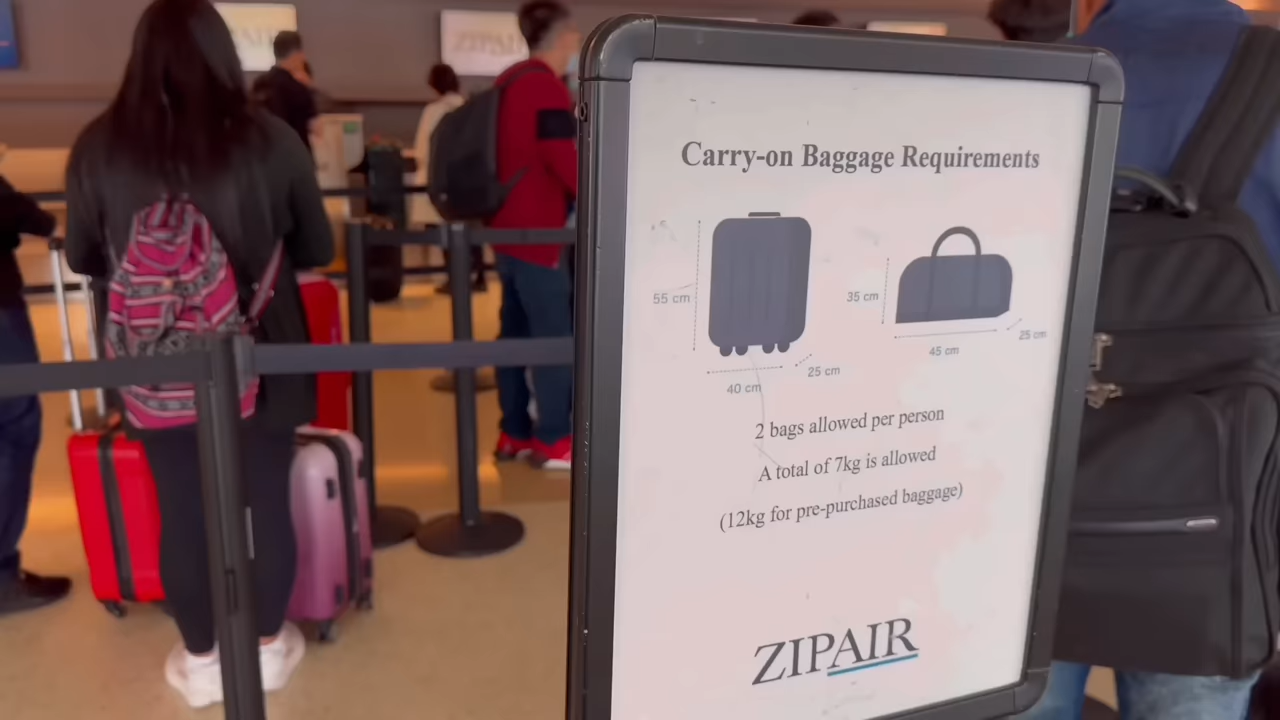 ZIPAIR
Carry-on Baggage Requirements
55 cm
40 cm
25 cm
35 cm
45 cm
25 cm
2 bags allowed per person
A total of 7kg is allowed
(12kg for pre-purchased baggage)
ZIPAIR